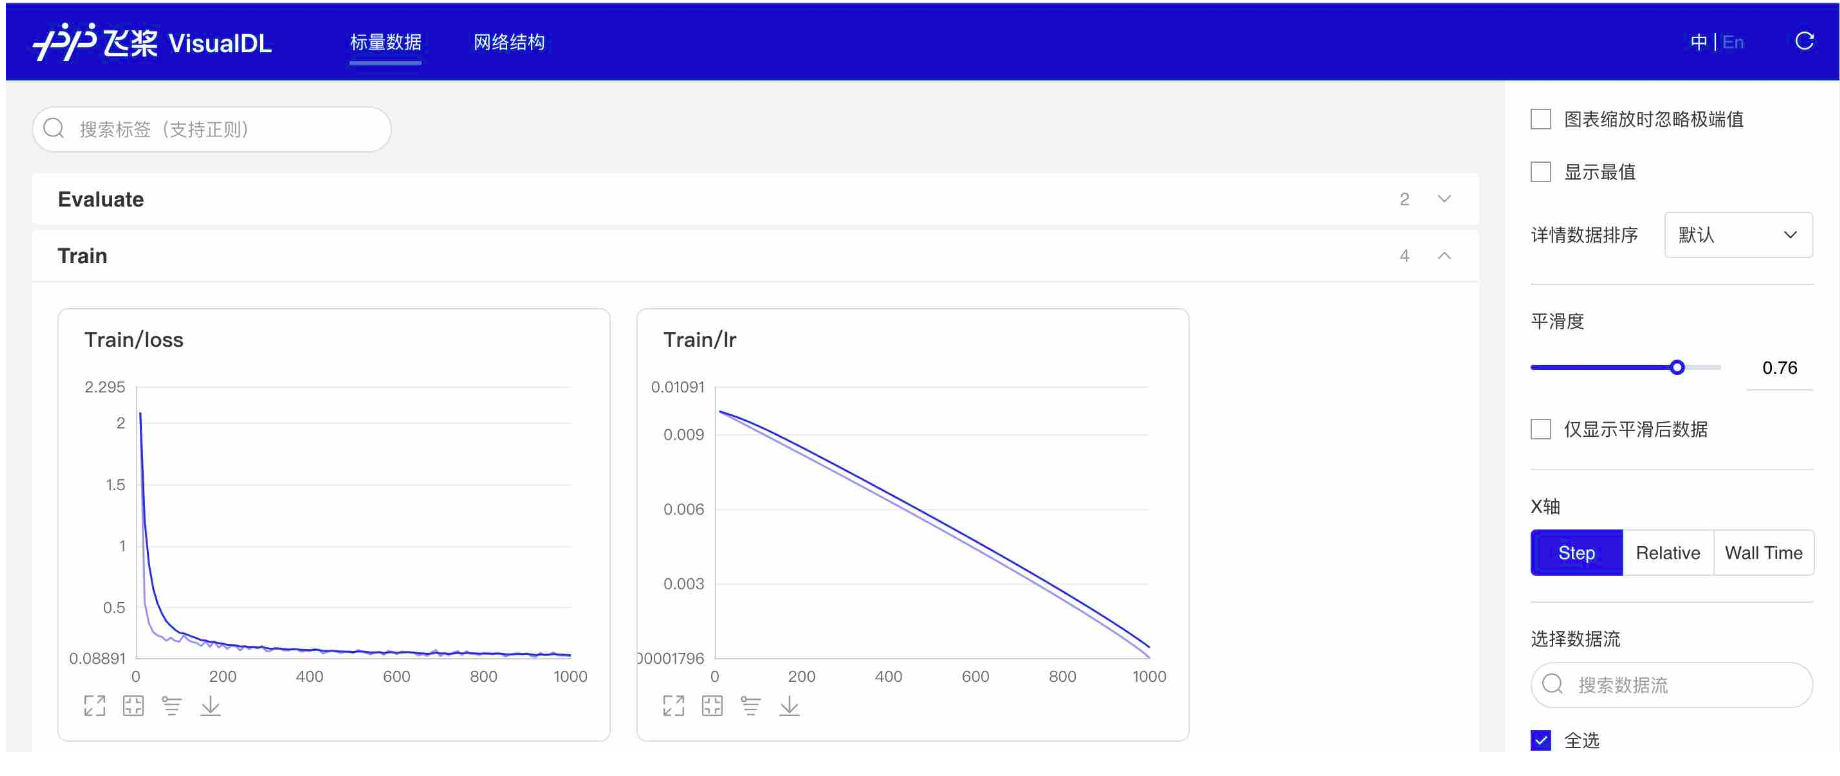 飞桨 VisualDL 标量数据 网络结构 中 | En
搜索标签（支持正则）
Evaluate 2
Train 4
Train/loss
2.295
2
1.5
1
0.5
0.08891
0 200 400 600 800 1000
Train/lr
0.01091
0.009
0.006
0.003
00001796
0 200 400 600 800 1000
图表缩放时忽略极端值
显示最值
详情数据排序 默认
平滑度
0.76
仅显示平滑后数据
X轴
Step Relative Wall Time
选择数据流
搜索数据流
全选